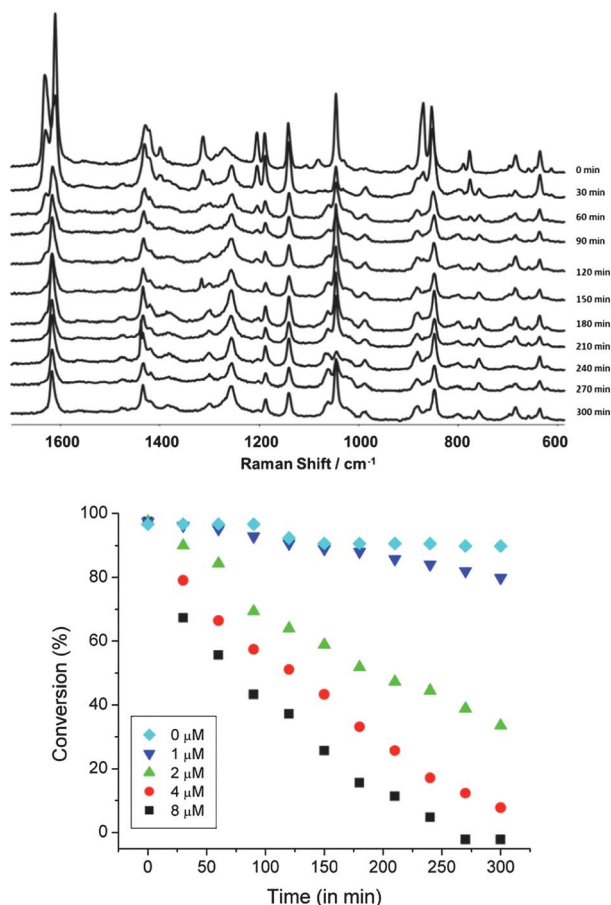 0 min
30 min
60 min
90 min
120 min
150 min
180 min
210 min
240 min
270 min
300 min
1600 1400 1200 1000 800 600
Raman Shift / cm-1
100
80
60
40
20
0
Conversion (%)
0 μM
1 μM
2 μM
4 μM
8 μM
0 50 100 150 200 250 300
Time (in min)